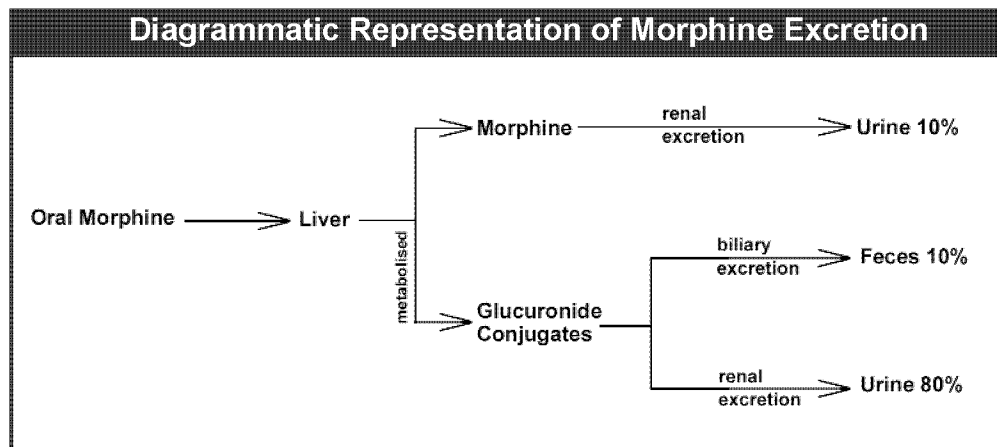 Diagrammatic Representation of Morphine Excretion
Morphine
renal
excretion
Urine 10%
Oral Morphine
Liver
metabolised
biliary
excretion
Feces 10%
Glucuronide
Conjugates
renal
excretion
Urine 80%